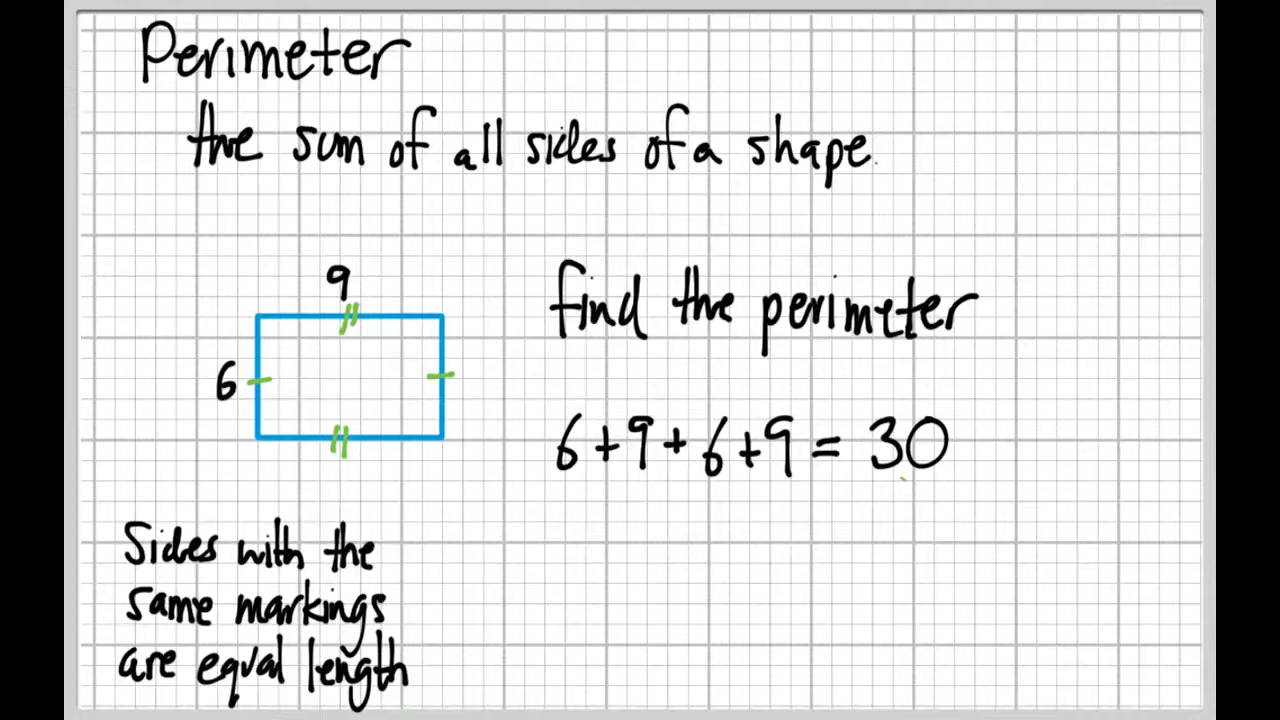 Perimeter
the sum of all sides of a shape.
9
find the perimeter
6
6+9+6+9 = 30
Sides with the
same markings
are equal length